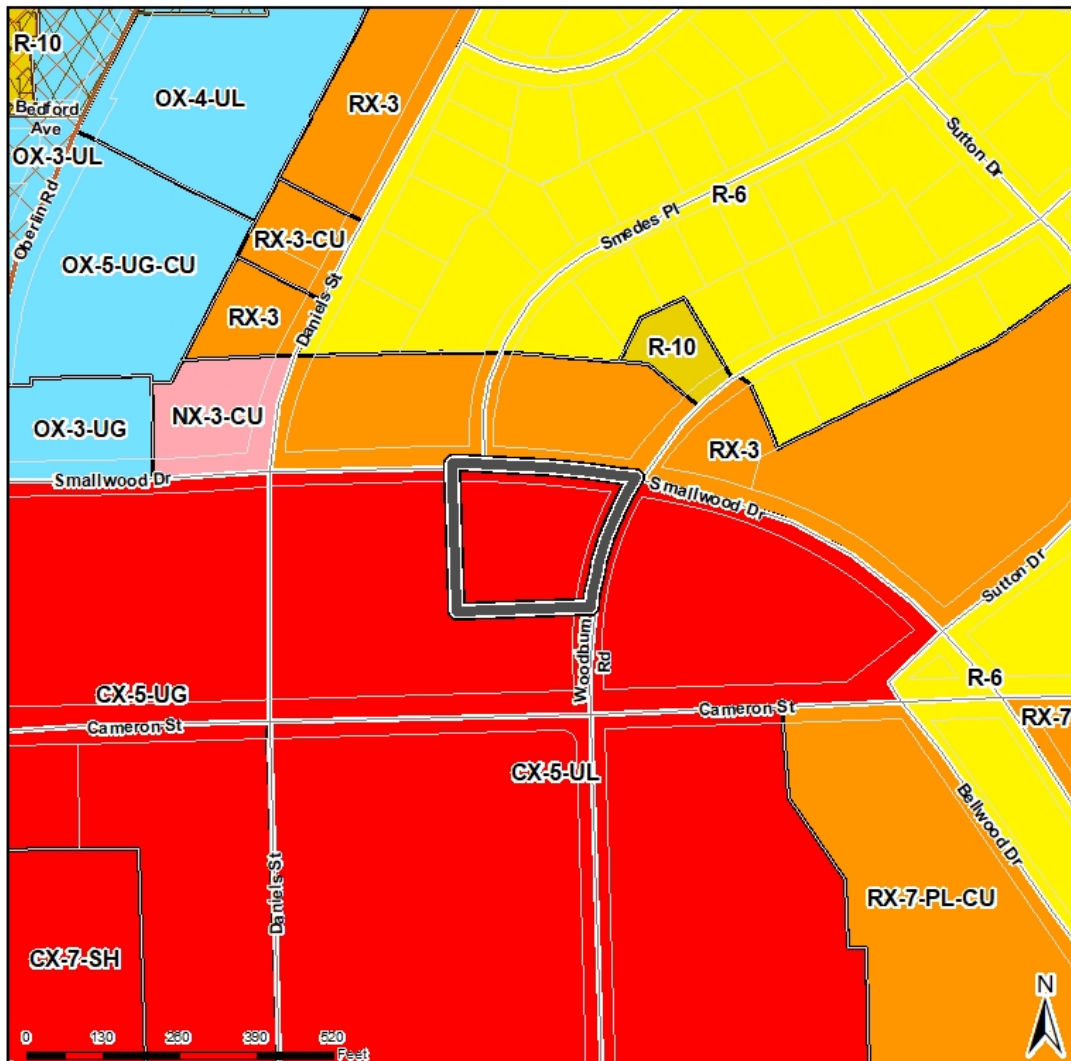 R-10
Bedford
Ave
OX-3-UL
Oberlin Rd
OX-4-UL
RX-3
OX-5-UG-CU
RX-3-CU
RX-3
Daniels St
Smedes Pl
R-6
Sutton Dr
R-10
OX-3-UG
NX-3-CU
RX-3
Smallwood Dr
Smallwood Dr
Sutton Dr
Woodburn
Rd
CX-5-UG
Cameron St
Cameron St
R-6
RX-7
CX-5-UL
Bellwood Dr
Daniels St
RX-7-PL-CU
CX-7-SH
N
0 130 260 390 520
Feet